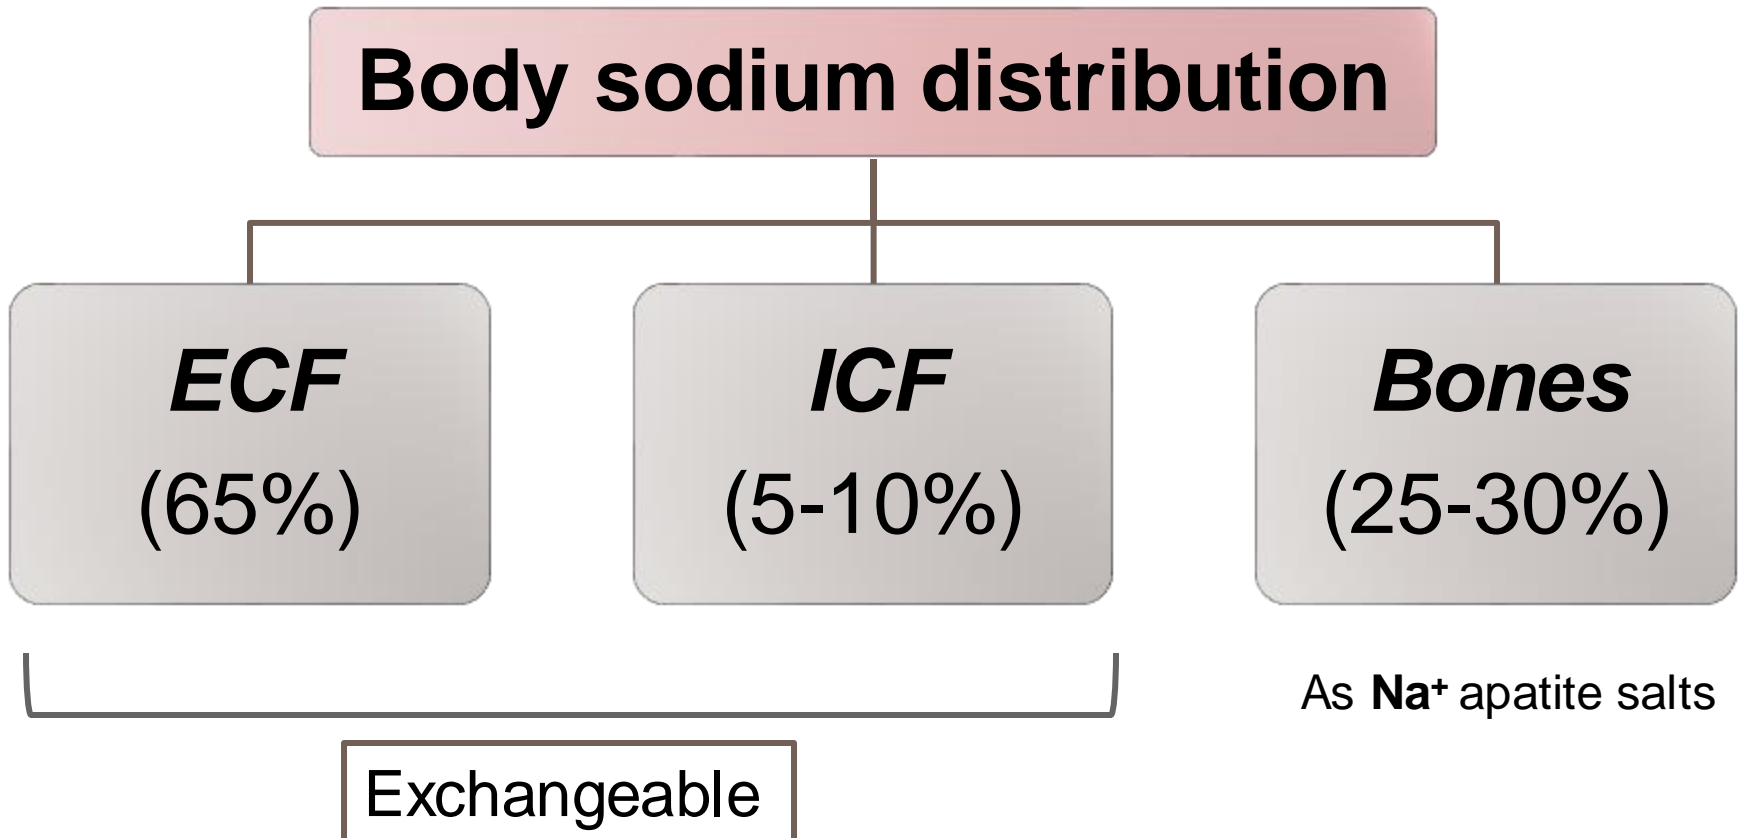 Body sodium distribution
ECF
(65%)
ICF
(5-10%)
Bones
(25-30%)
As Na⁺ apatite salts
Exchangeable